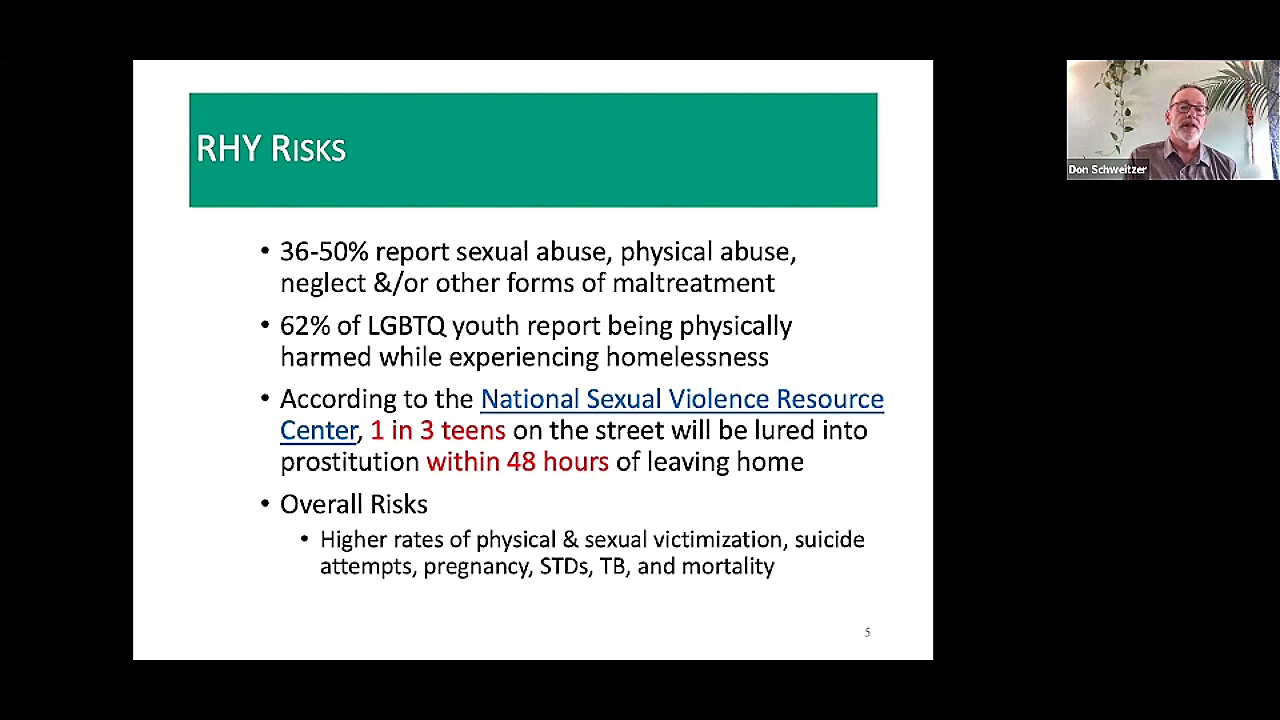 RHY RISKS
• 36-50% report sexual abuse, physical abuse,
neglect &/or other forms of maltreatment
• 62% of LGBTQ youth report being physically
harmed while experiencing homelessness
• According to the National Sexual Violence Resource
Center, 1 in 3 teens on the street will be lured into
prostitution within 48 hours of leaving home
• Overall Risks
• Higher rates of physical & sexual victimization, suicide
attempts, pregnancy, STDs, TB, and mortality
5
Don Schweitzer